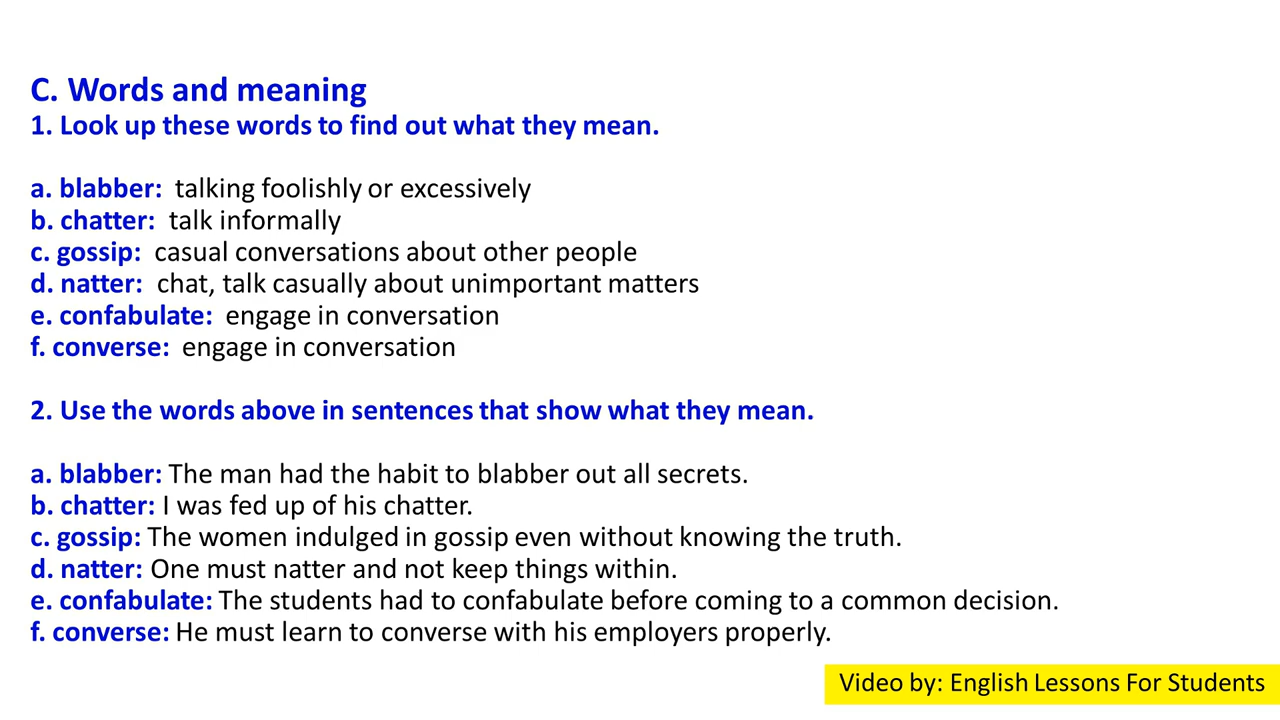 C. Words and meaning
1. Look up these words to find out what they mean.
a. blabber: talking foolishly or excessively
b. chatter: talk informally
c. gossip: casual conversations about other people
d. natter: chat, talk casually about unimportant matters
e. confabulate: engage in conversation
f. converse: engage in conversation
2. Use the words above in sentences that show what they mean.
a. blabber: The man had the habit to blabber out all secrets.
b. chatter: I was fed up of his chatter.
c. gossip: The women indulged in gossip even without knowing the truth.
d. natter: One must natter and not keep things within.
e. confabulate: The students had to confabulate before coming to a common decision.
f. converse: He must learn to converse with his employers properly.
Video by: English Lessons For Students